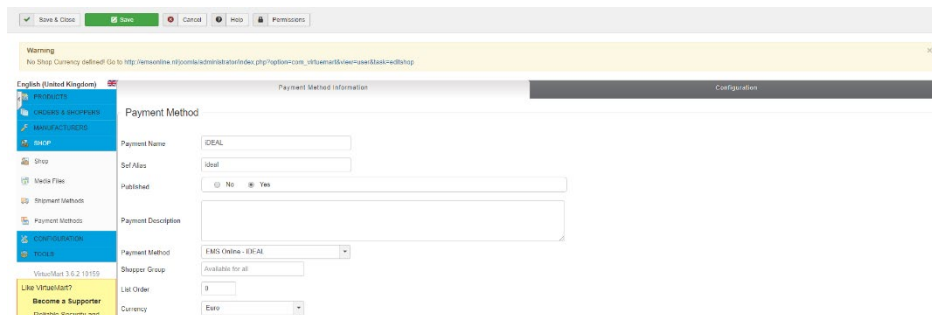 Save & Close
Save
Cancel
Help
Permissions
Warning
No Shop Currency defined! Go to http://emsonline.nl/joomla/administrator/index.php?option=com_virtuemart&view=user&task=editshop
English (United Kingdom)
PRODUCTS
ORDERS & SHOPPERS
MANUFACTURERS
SHOP
Shop
Media Files
Shipment Methods
Payment Methods
CONFIGURATION
TOOLS
VirtueMart 3.6.2 10159
Like VirtueMart?
Become a Supporter
Reliable Security and
Payment Method Information
Configuration
Payment Method
Payment Name
iDEAL
Sef Alias
ideal
Published
No
Yes
Payment Description
Payment Method
EMS Online - iDEAL
Shopper Group
Available for all
List Order
0
Currency
Euro